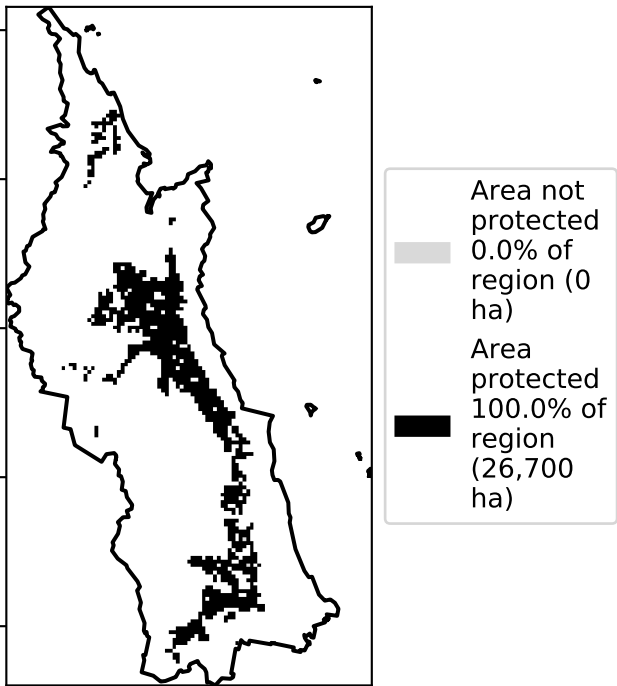 Area not
protected
0.0% of
region (0
ha)
Area
protected
100.0% of
region
(26,700
ha)